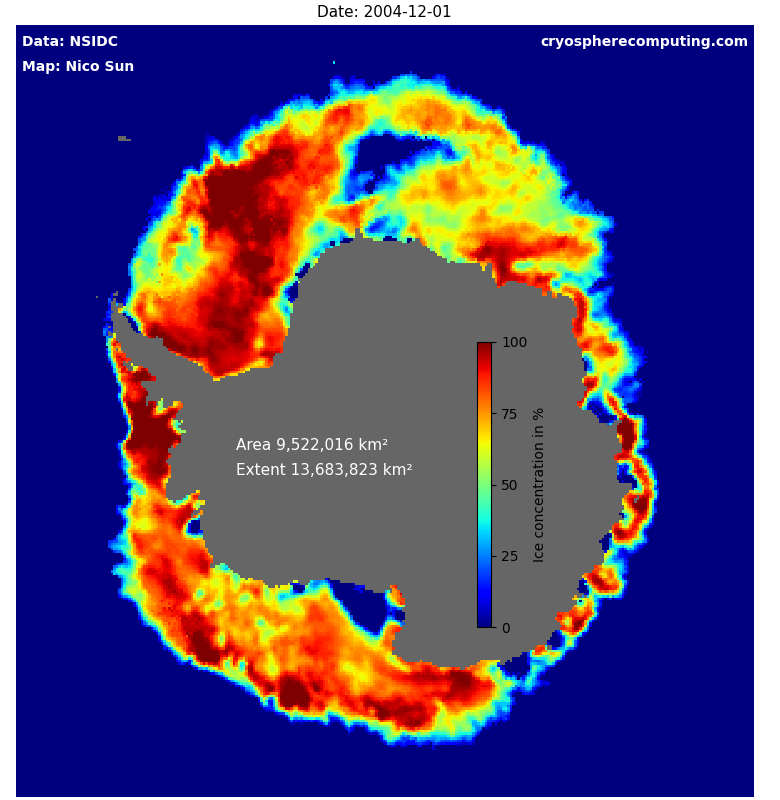 Date: 2004-12-01
Data: NSIDC
cryospherecomputing.com
Map: Nico Sun
100
75
50
25
0
Ice concentration in %
Area 9,522,016 km²
Extent 13,683,823 km²